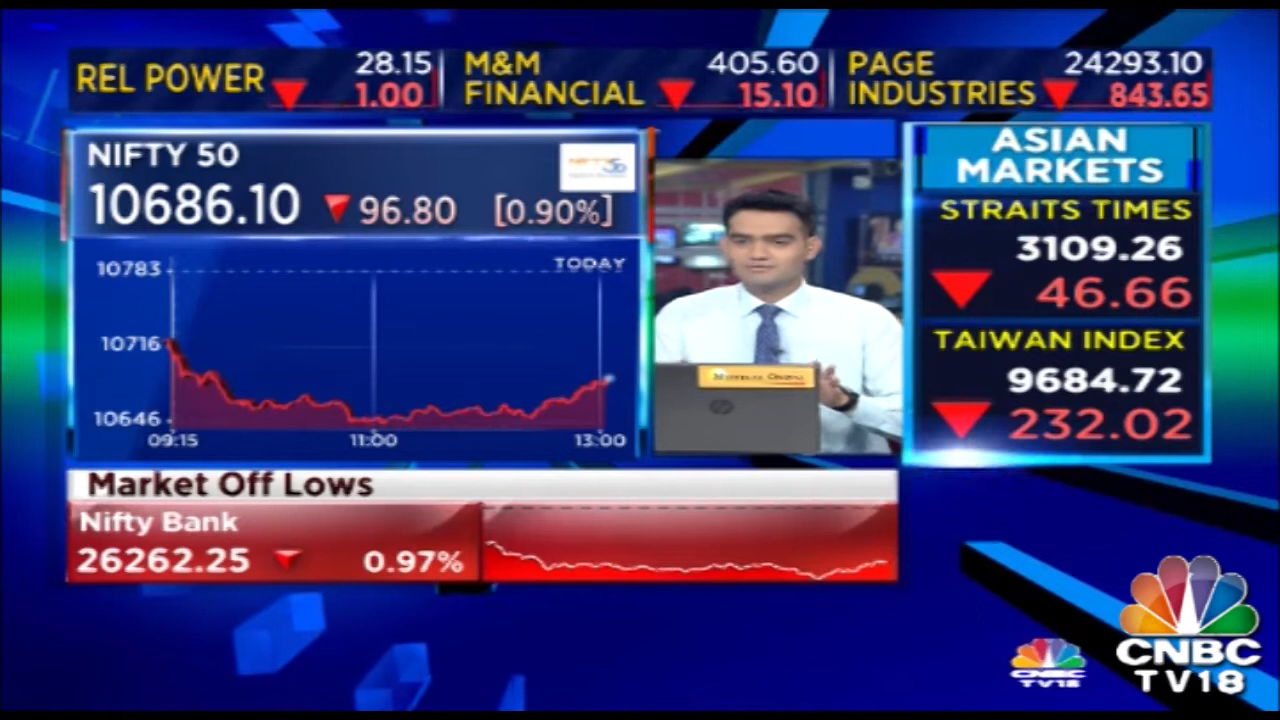 REL POWER
28.15
1.00
M&M
FINANCIAL
405.60
15.10
PAGE
INDUSTRIES
24293.10
843.65
NIFTY 50
10686.10 96.80 [0.90%]
TODAY
10783
10716
10646
09:15 11:00 13:00
ASIAN
MARKETS
STRAITS TIMES
3109.26
46.66
TAIWAN INDEX
9684.72
232.02
Market Off Lows
Nifty Bank
26262.25 0.97%
CNBC
TV18
CNBC
TV18